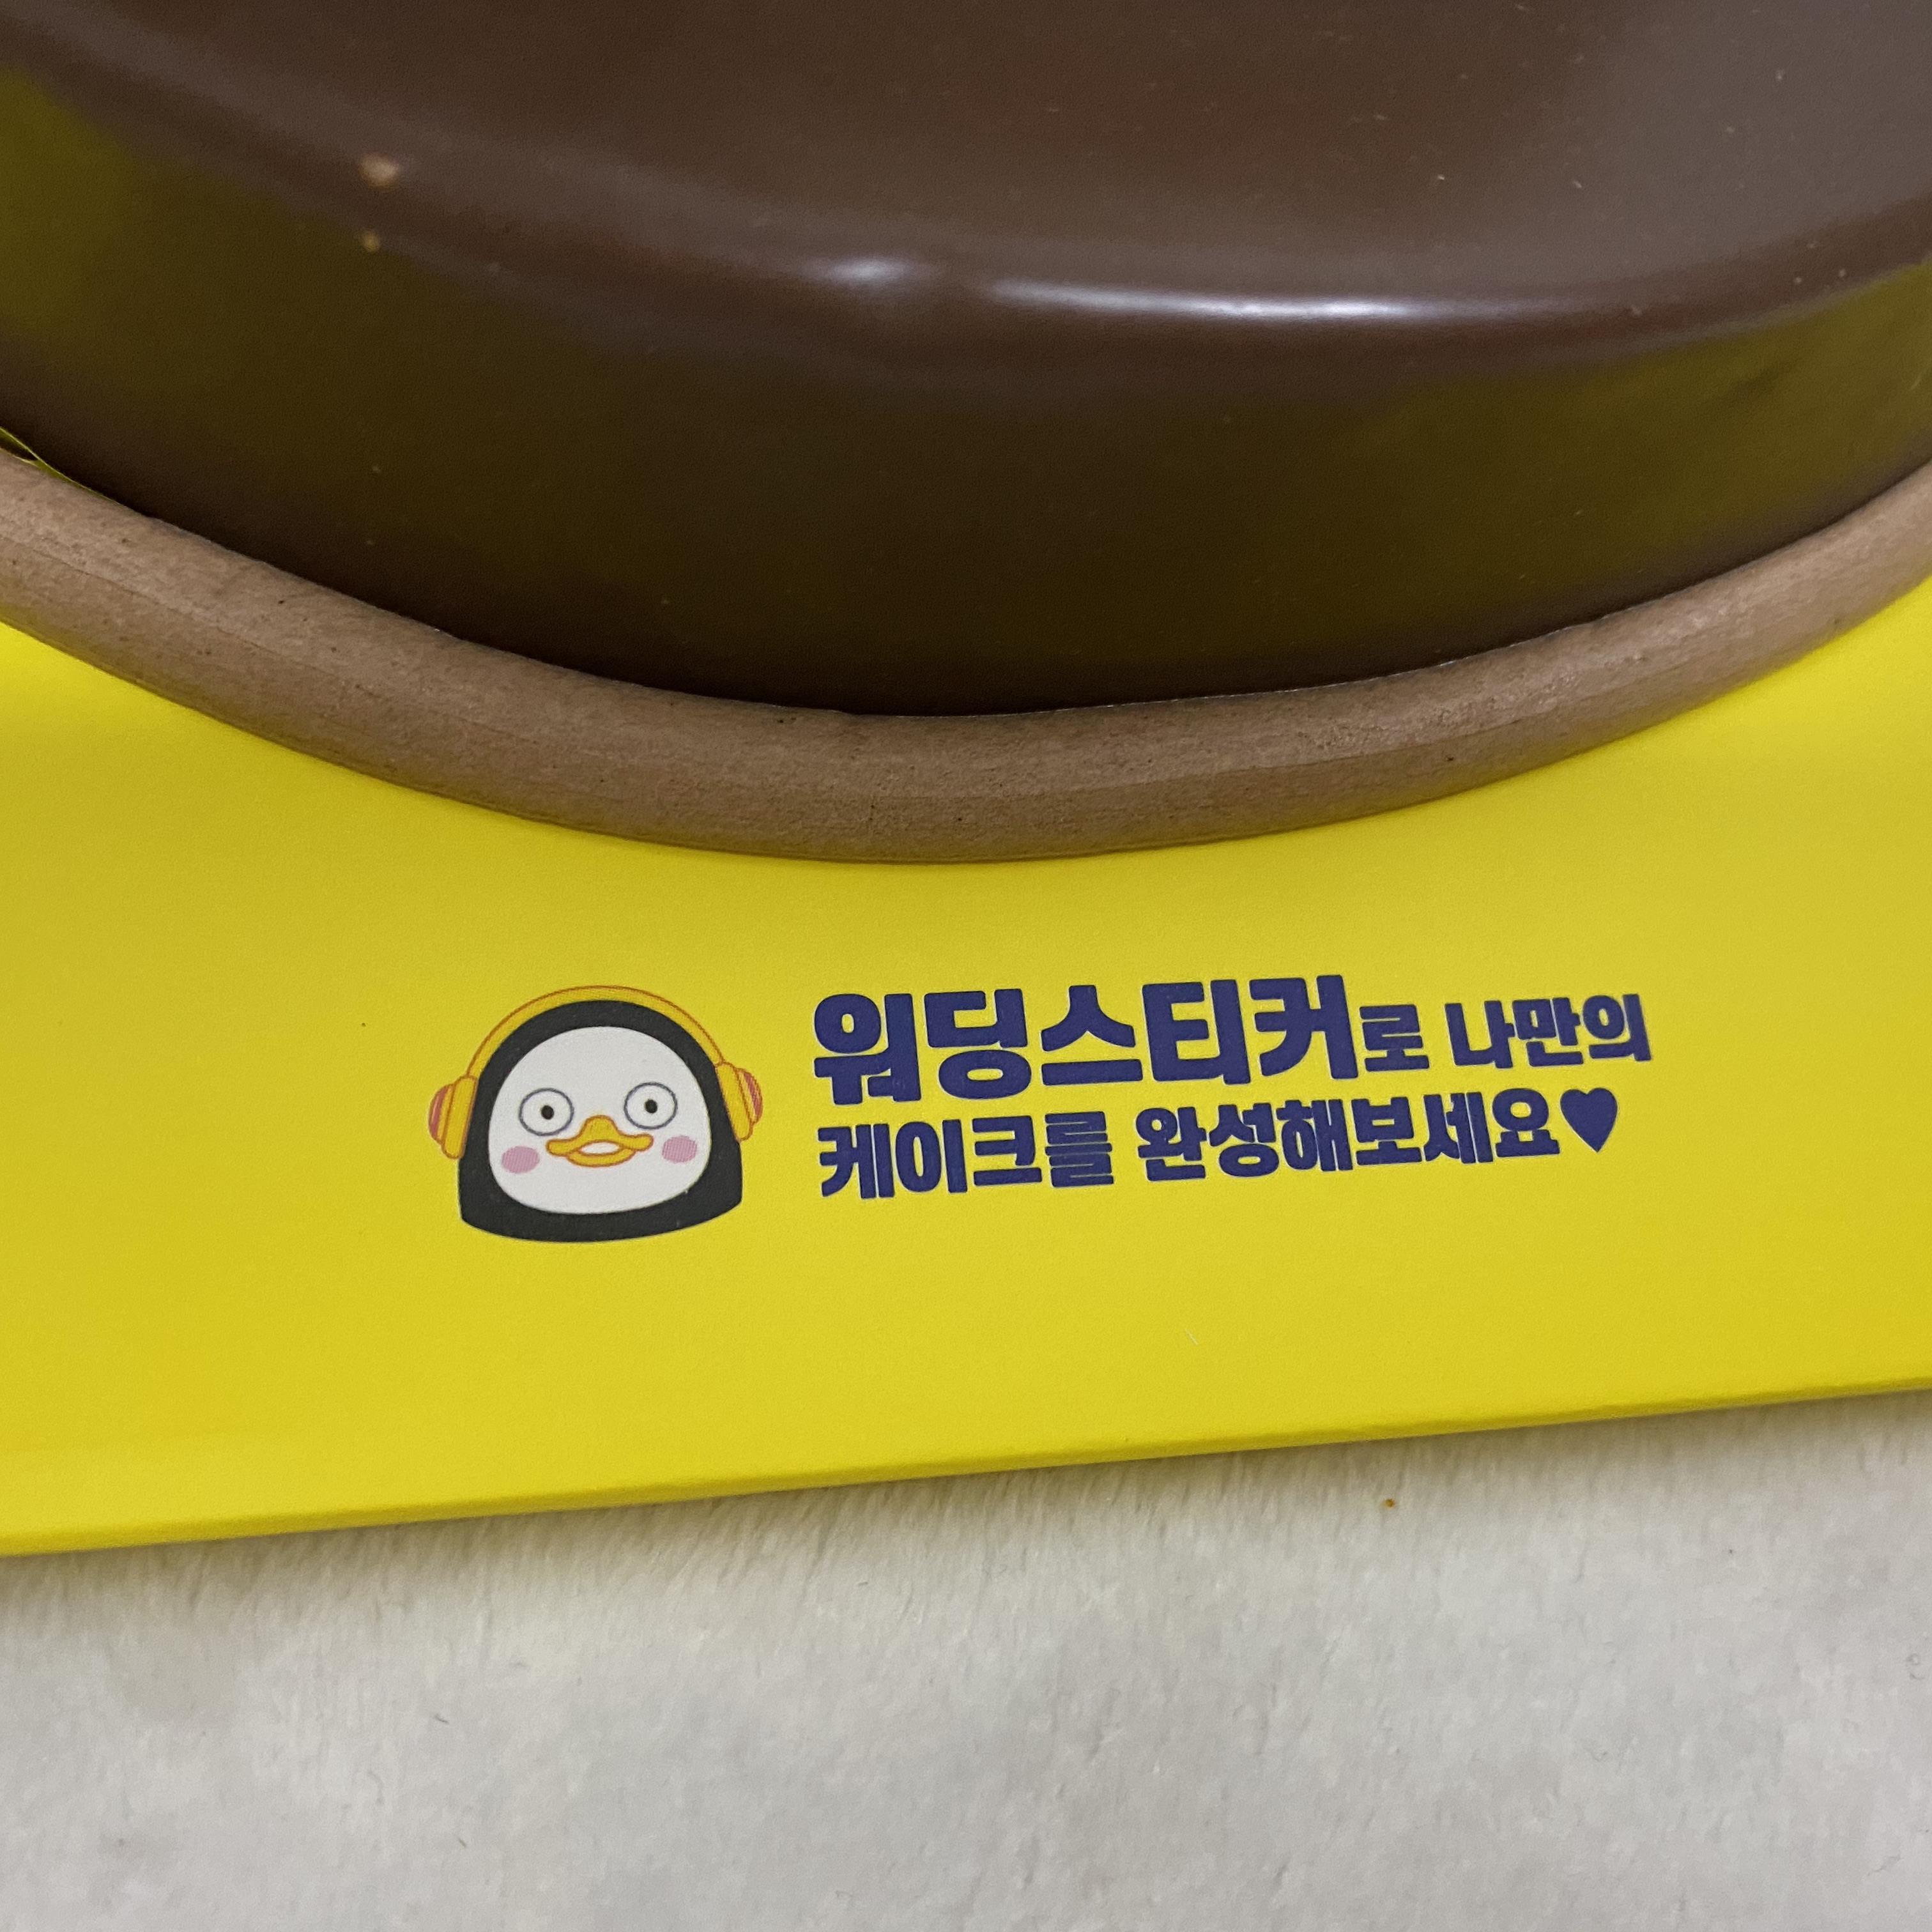 워딩스티커로 나만의
케이크를 완성해보세요♥